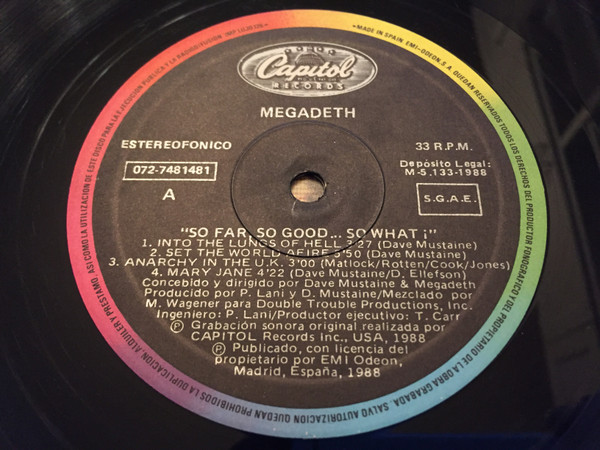 Capitol
RECORDS
MEGADETH
ESTEREOFONICO
33 R.P.M.
072-7481481
Depósito Legal:
M-5.133-1988
A
S.G.A.E.
"SO FAR, SO GOOD... SO WHAT ¡"
1. INTO THE LUNGS OF HELL 3'27 (Dave Mustaine)
2. SET THE WORLD AFIRE 5'50 (Dave Mustaine)
3. ANARCHY IN THE U.K. 3'00 (Matlock/Rotten/Cook/Jones)
4. MARY JANE 4'22 (Dave Mustaine/D. Ellefson)
Concebido y dirigido por Dave Mustaine & Megadeth
Producido por P. Lani y D. Mustaine/Mezclado por
M. Wagener para Double Trouble Productions, Inc.
Ingeniero: P. Lani/Productor ejecutivo: T. Carr
Ⓟ Grabación sonora original realizada por
CAPITOL Records Inc., USA, 1988
Ⓟ Publicado, con licencia del
propietario por EMI Odeon,
Madrid, España, 1988
• MADE IN SPAIN EMI-ODEON, S.A. QUEDAN RESERVADOS TODOS LOS DERECHOS DEL PRODUCTOR FONOGRAFICO Y DEL PROPIETARIO DE LA OBRA GRABADA. SALVO AUTORIZACION QUEDAN PROHIBIDOS LA DUPLICACION, ALQUILER Y PRESTAMO, ASI COMO LA UTILIZACION DE ESTE DISCO PARA LA EJECUCION PUBLICA Y LA RADIODIFUSION